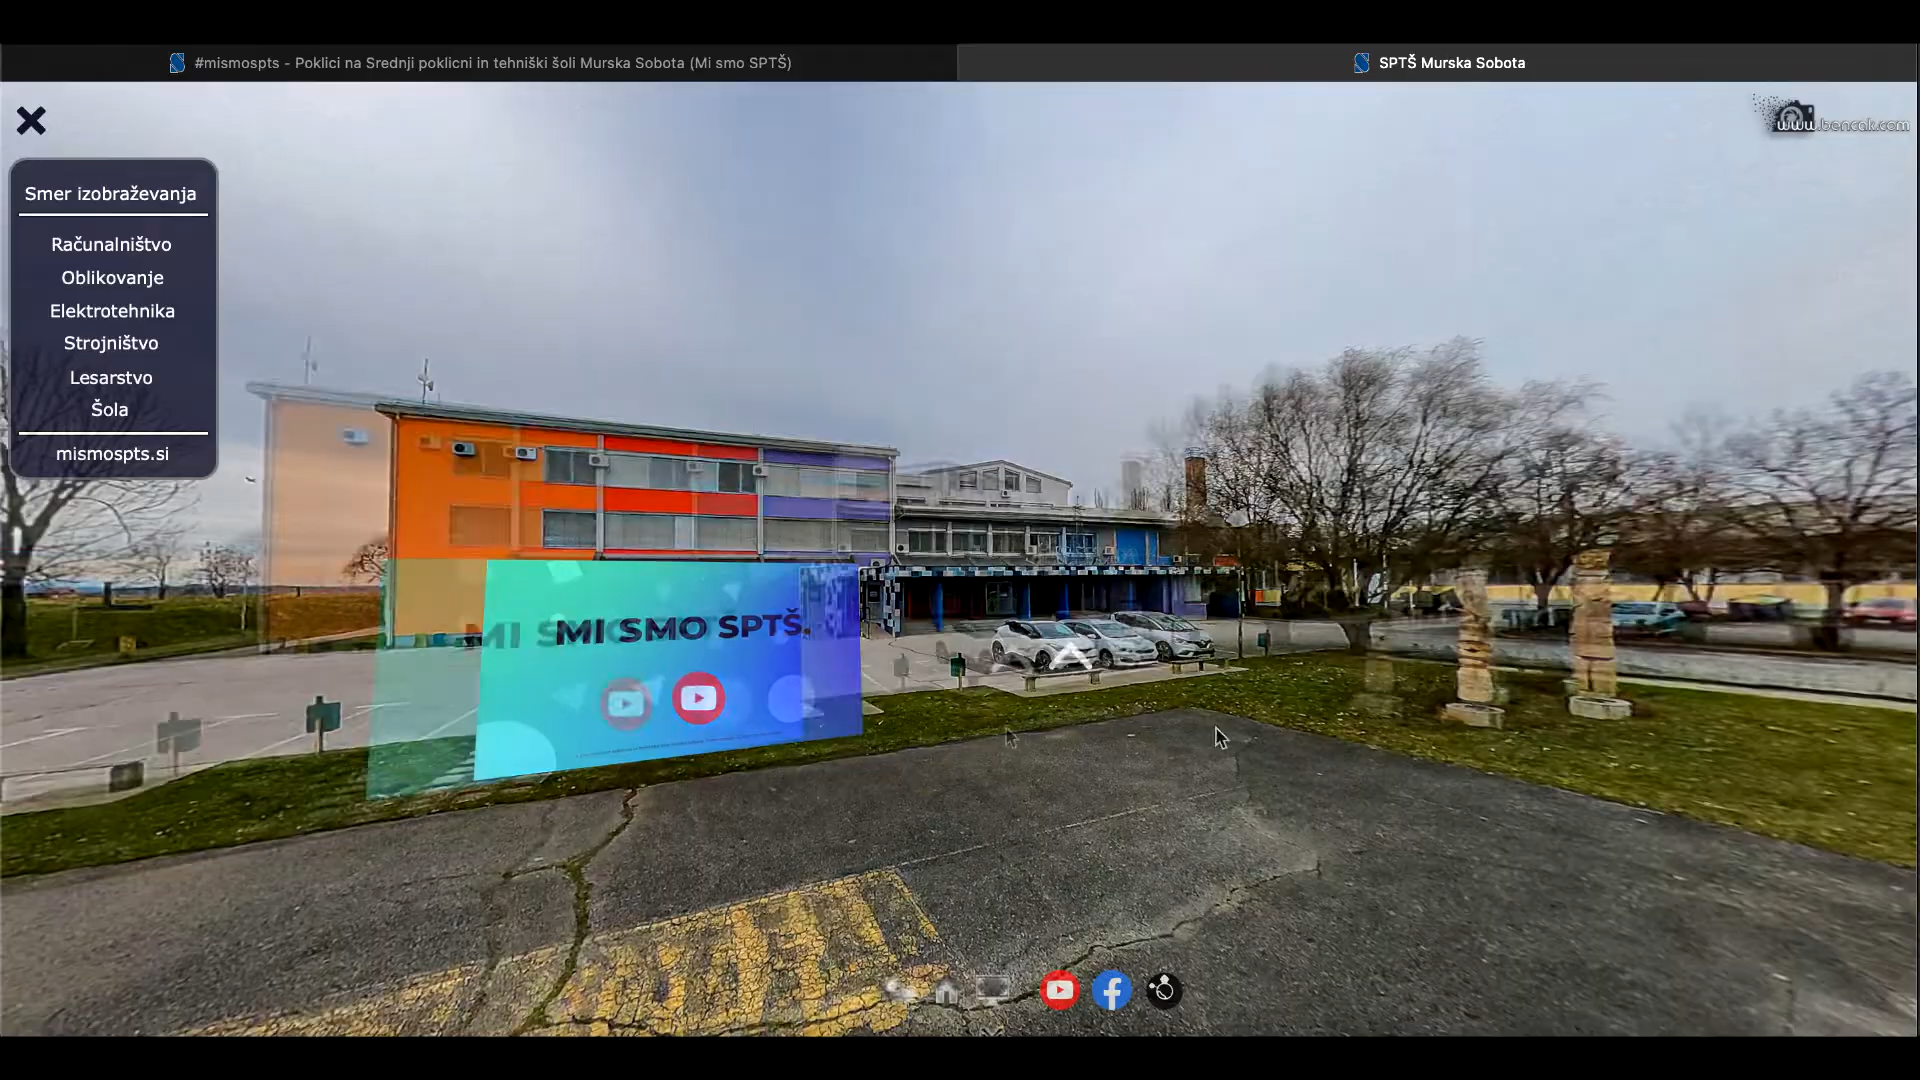 #mismospts - Poklici na Srednji poklicni in tehniški šoli Murska Sobota (Mi smo SPTŠ)
SPTŠ Murska Sobota
www.bencak.com
Smer izobraževanja
Računalništvo
Oblikovanje
Elektrotehnika
Strojništvo
Lesarstvo
Šola
mismospts.si
MI SMO SPTŠ.